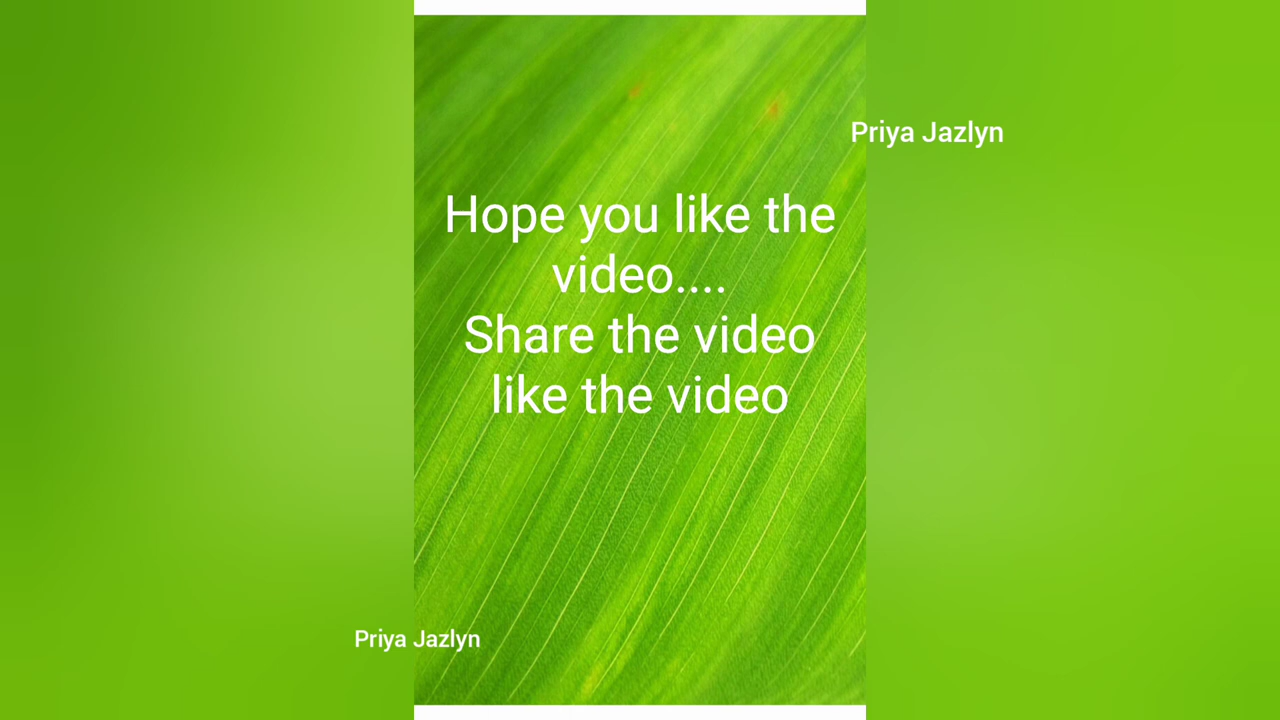 Priya Jazlyn
Hope you like the
video....
Share the video
like the video
Priya Jazlyn